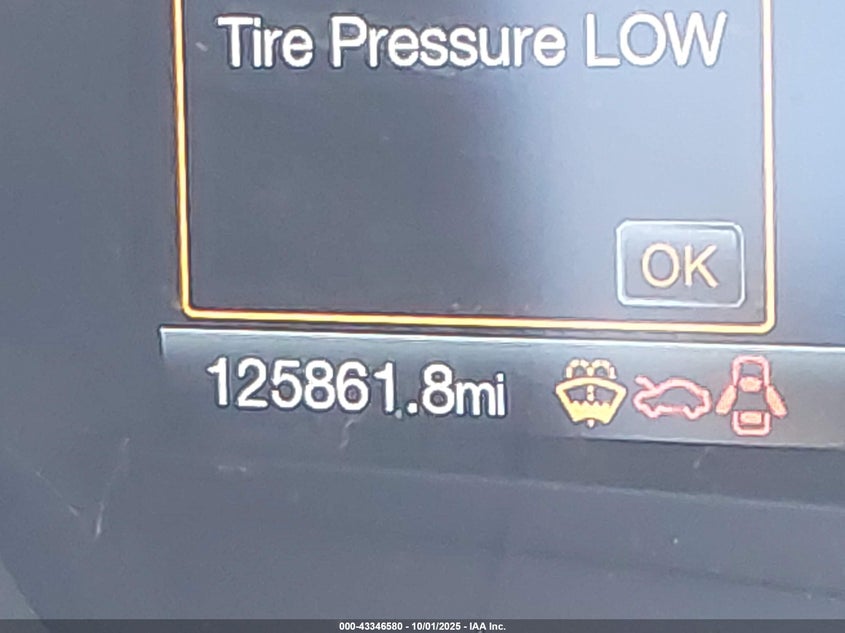 Tire Pressure LOW
OK
125861.8mi
000-43346580 - 10/01/2025 - IAA Inc.